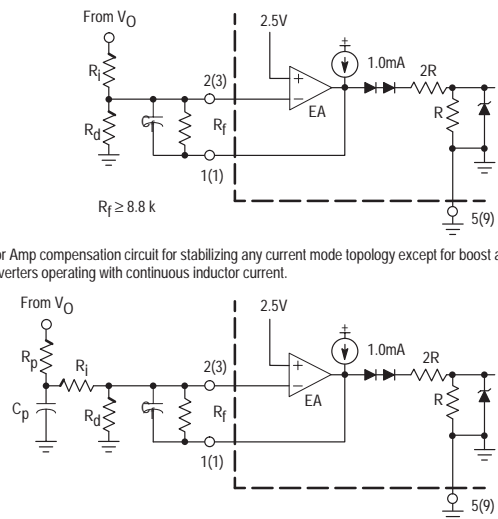 From VO
2.5V
1.0mA
Ri
2(3)
2R
+
−
EA
R
Rd
Rf
1(1)
Rf ≥ 8.8 k
5(9)
or Amp compensation circuit for stabilizing any current mode topology except for boost a
verters operating with continuous inductor current.
From VO
2.5V
1.0mA
Rp
Ri
2(3)
2R
+
−
EA
R
Cp
Rd
Rf
1(1)
5(9)